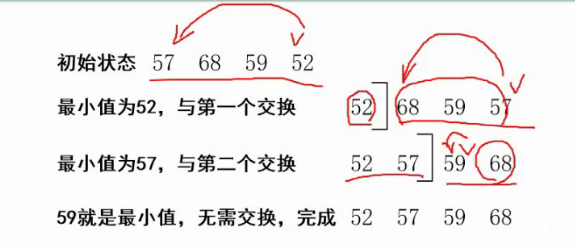 初始状态 57 68 59 52
最小值为52，与第一个交换 52] 68 59 57
最小值为57，与第二个交换 52 57] 59 68
59就是最小值，无需交换，完成 52 57 59 68